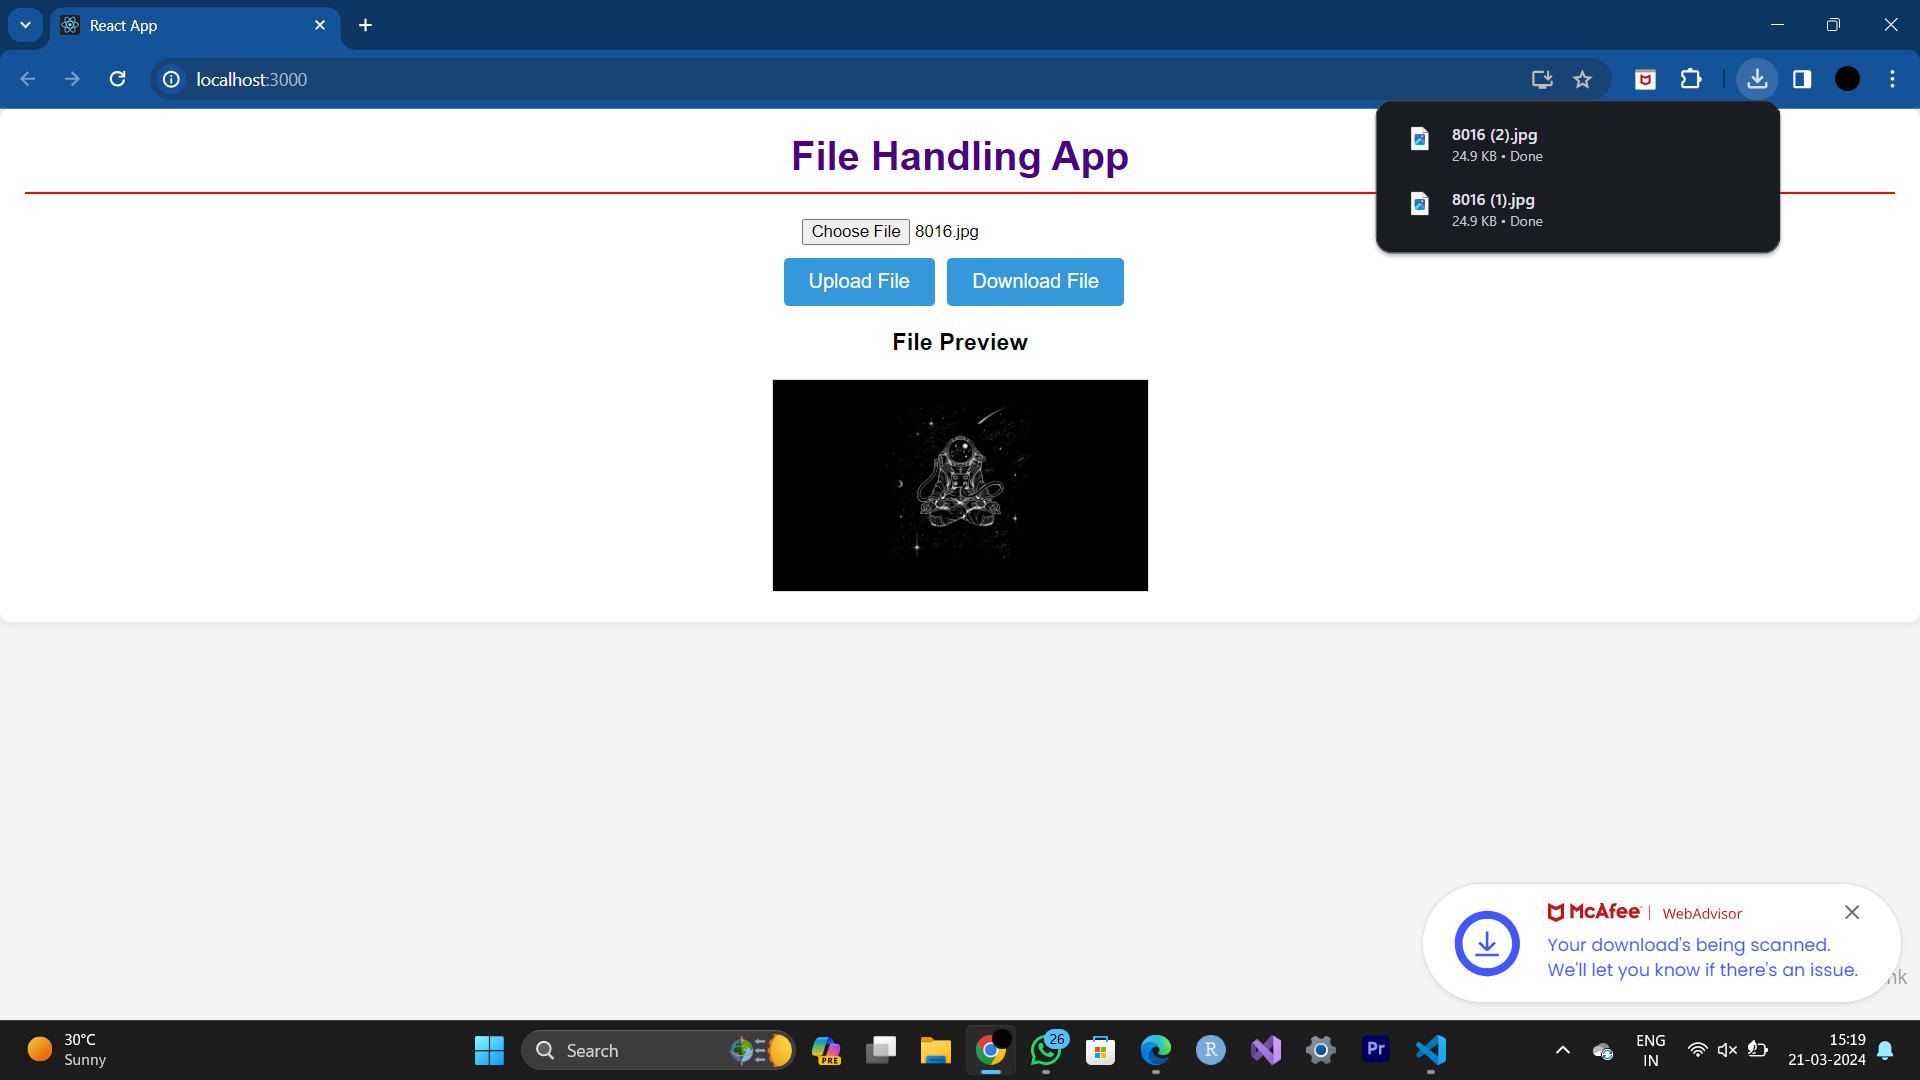 React App
localhost:3000
8016 (2).jpg
24.9 KB • Done
8016 (1).jpg
24.9 KB • Done
File Handling App
Choose File 8016.jpg
Upload File Download File
File Preview
McAfee | WebAdvisor
Your download's being scanned.
We'll let you know if there's an issue.
nk
30°C
Sunny
Search
PRE
26
R
Pr
ENG
IN
15:19
21-03-2024